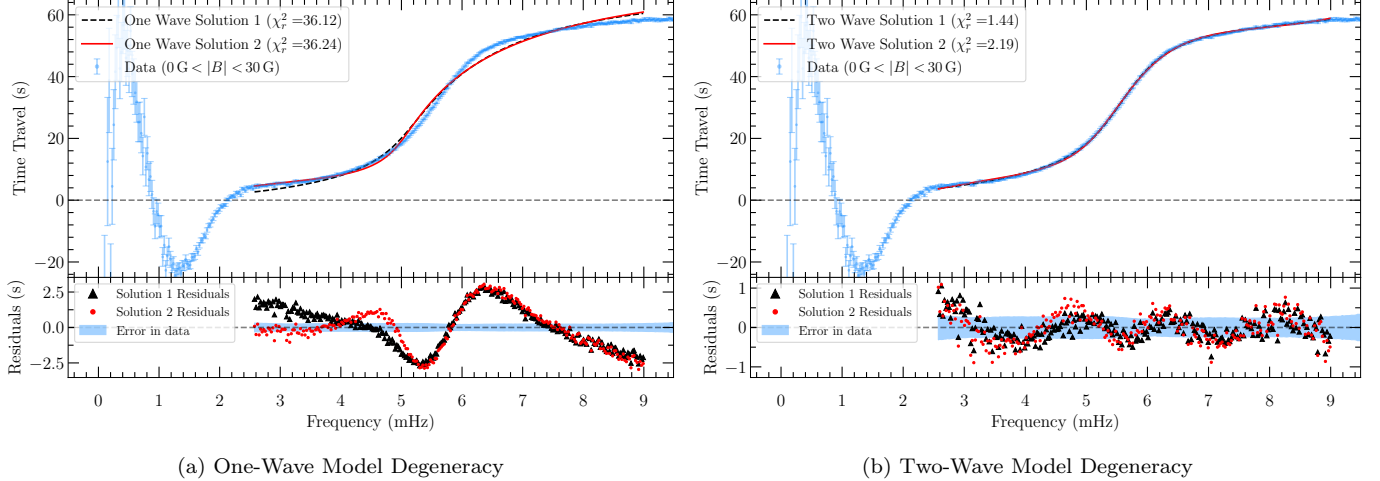 One Wave Solution 1 (χ²ᵣ =36.12)
One Wave Solution 2 (χ²ᵣ =36.24)
Data (0 G < |B| < 30 G)
Time Travel (s)
60
40
20
0
−20
Solution 1 Residuals
Solution 2 Residuals
Error in data
Residuals (s)
2.5
0.0
−2.5
0 1 2 3 4 5 6 7 8 9
Frequency (mHz)
(a) One-Wave Model Degeneracy
Two Wave Solution 1 (χ²ᵣ =1.44)
Two Wave Solution 2 (χ²ᵣ =2.19)
Data (0 G < |B| < 30 G)
Time Travel (s)
60
40
20
0
−20
Solution 1 Residuals
Solution 2 Residuals
Error in data
Residuals (s)
1
0
−1
0 1 2 3 4 5 6 7 8 9
Frequency (mHz)
(b) Two-Wave Model Degeneracy